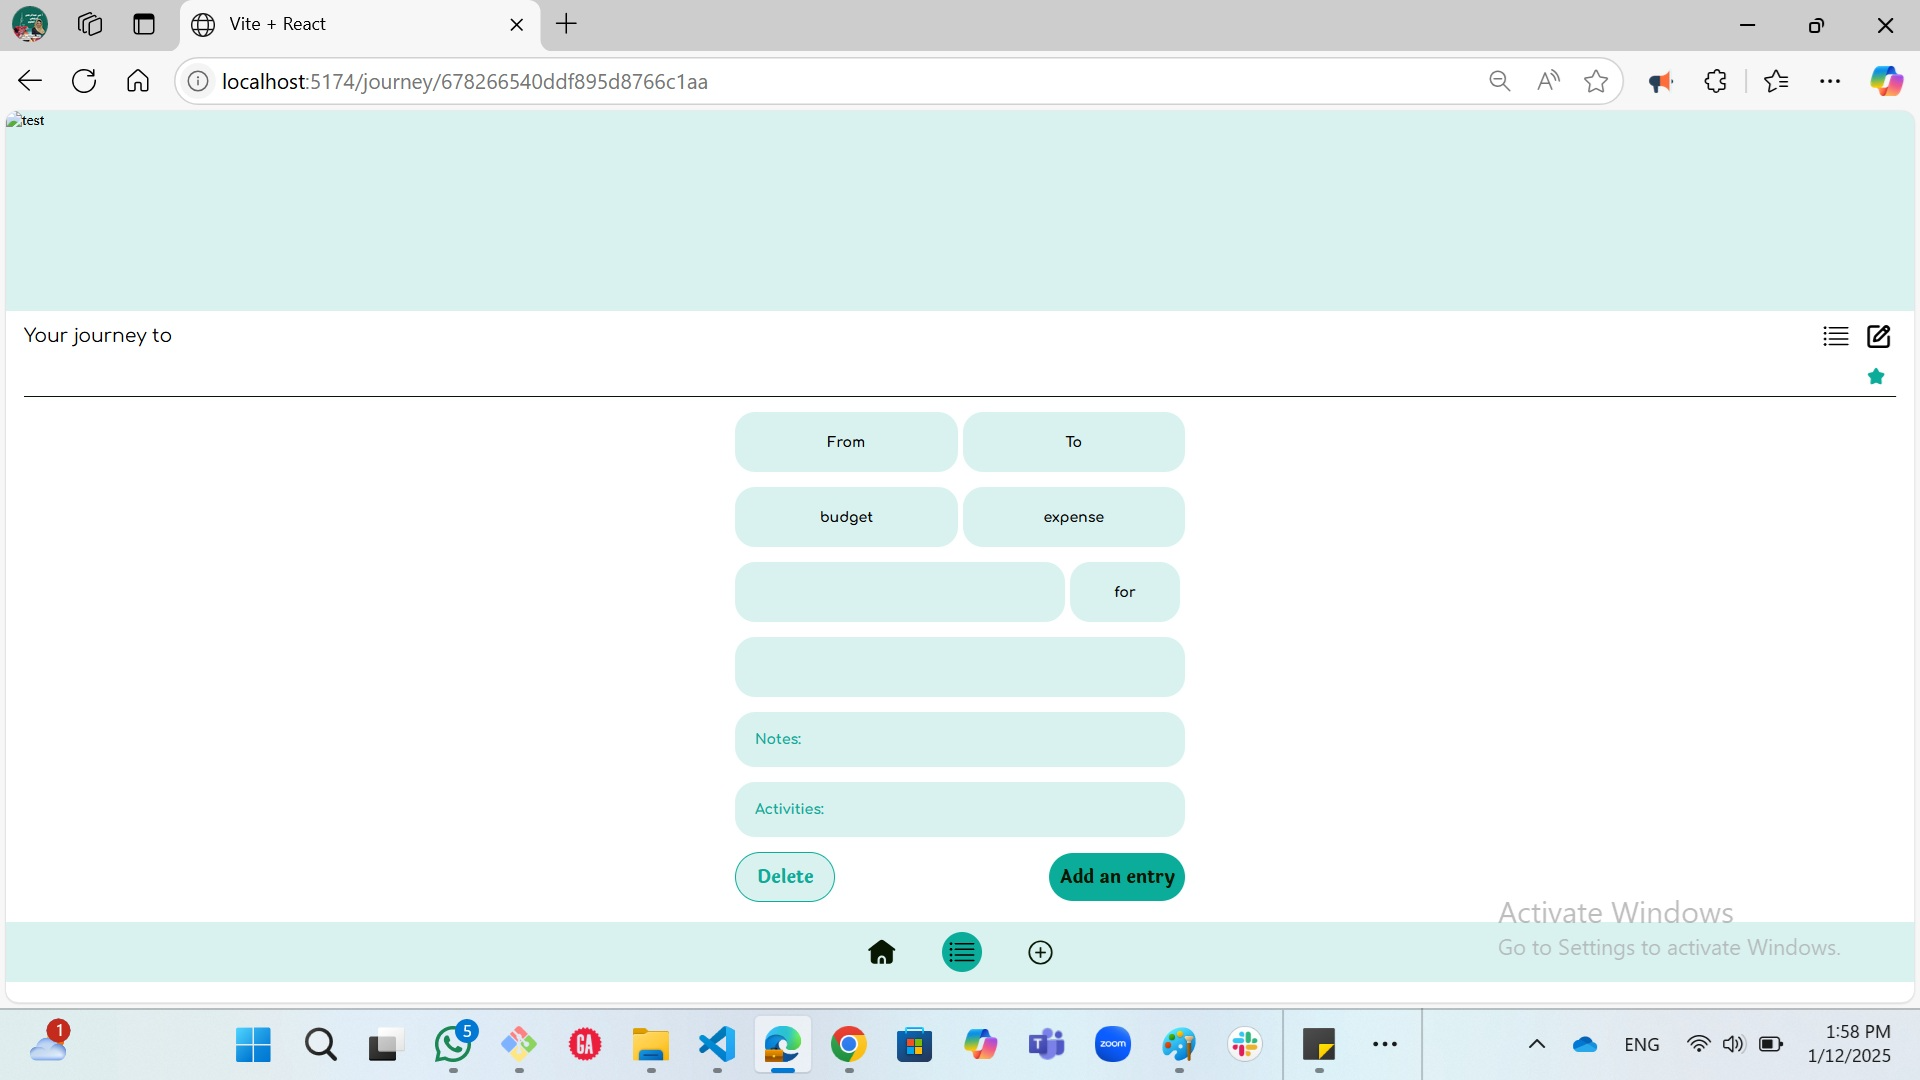 Vite + React
localhost:5174/journey/678266540ddf895d8766c1aa
test
Your journey to
From
To
budget
expense
for
Notes:
Activities:
Delete
Add an entry
Activate Windows
Go to Settings to activate Windows.
1
5
GA
T
zoom
ENG
1:58 PM
1/12/2025